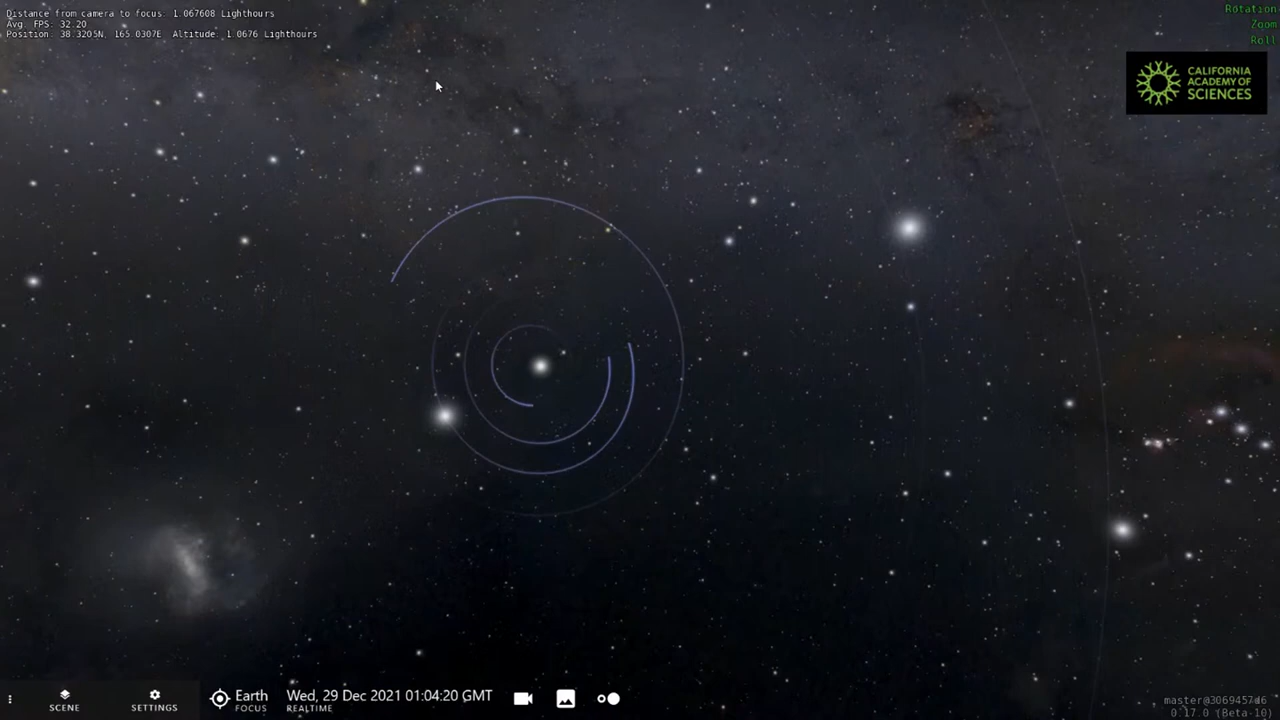 Distance from camera to focus: 1.067608 Lighthours
Avg. FPS: 32.20
Position: 38.3205N, 165.0307E Altitude: 1.0676 Lighthours
Rotation
Zoom
Roll
CALIFORNIA
ACADEMY OF
SCIENCES
SCENE
SETTINGS
Earth
FOCUS
Wed, 29 Dec 2021 01:04:20 GMT
REALTIME
master@3069457d6
0.17.0 (Beta-10)